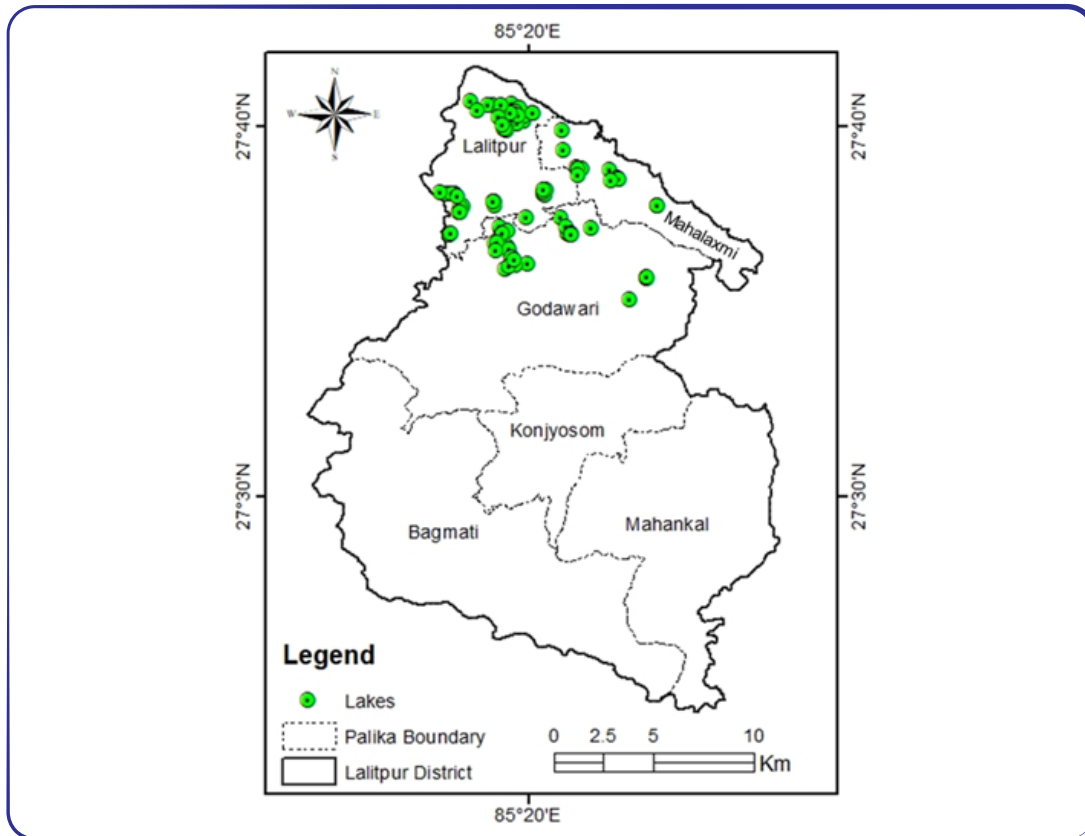 85°20'E
N
W E
S
27°40'N
27°40'N
Lalitpur
Mahalaxmi
Godawari
Konjyosom
27°30'N
27°30'N
Bagmati
Mahankal
Legend
Lakes
Palika Boundary
Lalitpur District
0 2.5 5 10
Km
85°20'E